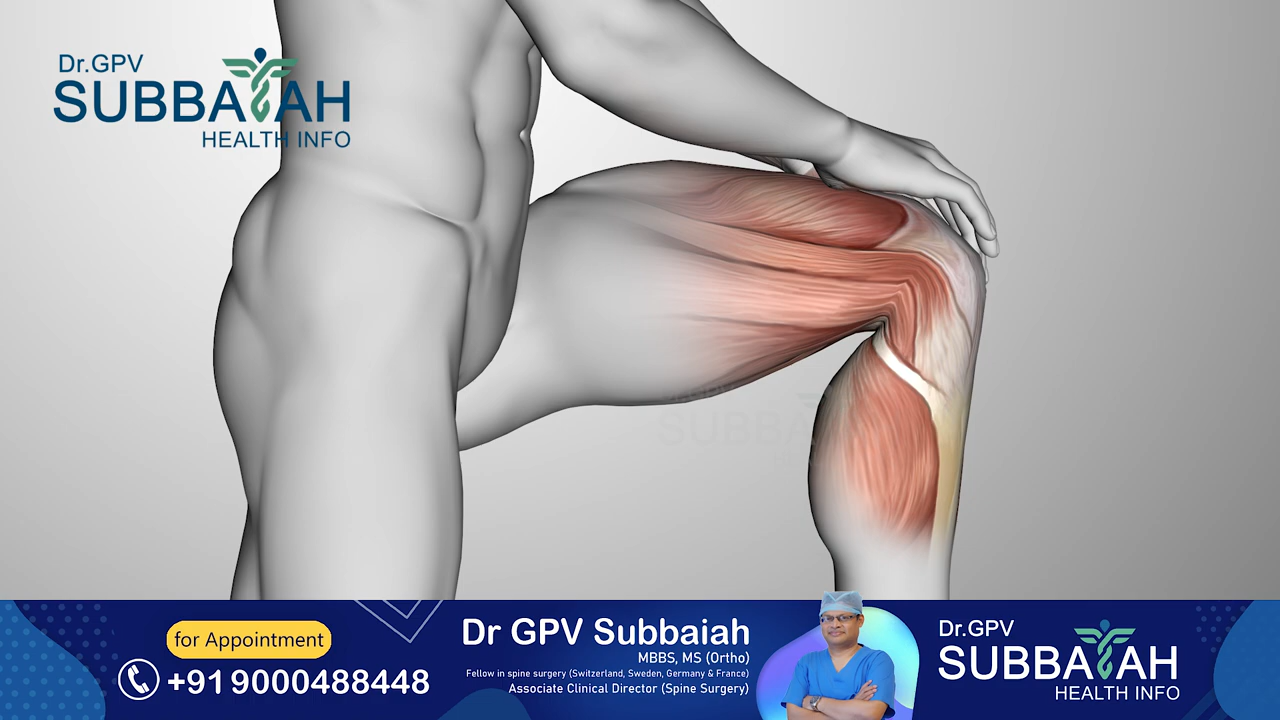 Dr.GPV
SUBBAIAH
HEALTH INFO
SUBBA
for Appointment
+91 9000488448
Dr GPV Subbaiah
MBBS, MS (Ortho)
Fellow in spine surgery (Switzerland, Sweden, Germany & France)
Associate Clinical Director (Spine Surgery)
Dr.GPV
SUBBAIAH
HEALTH INFO